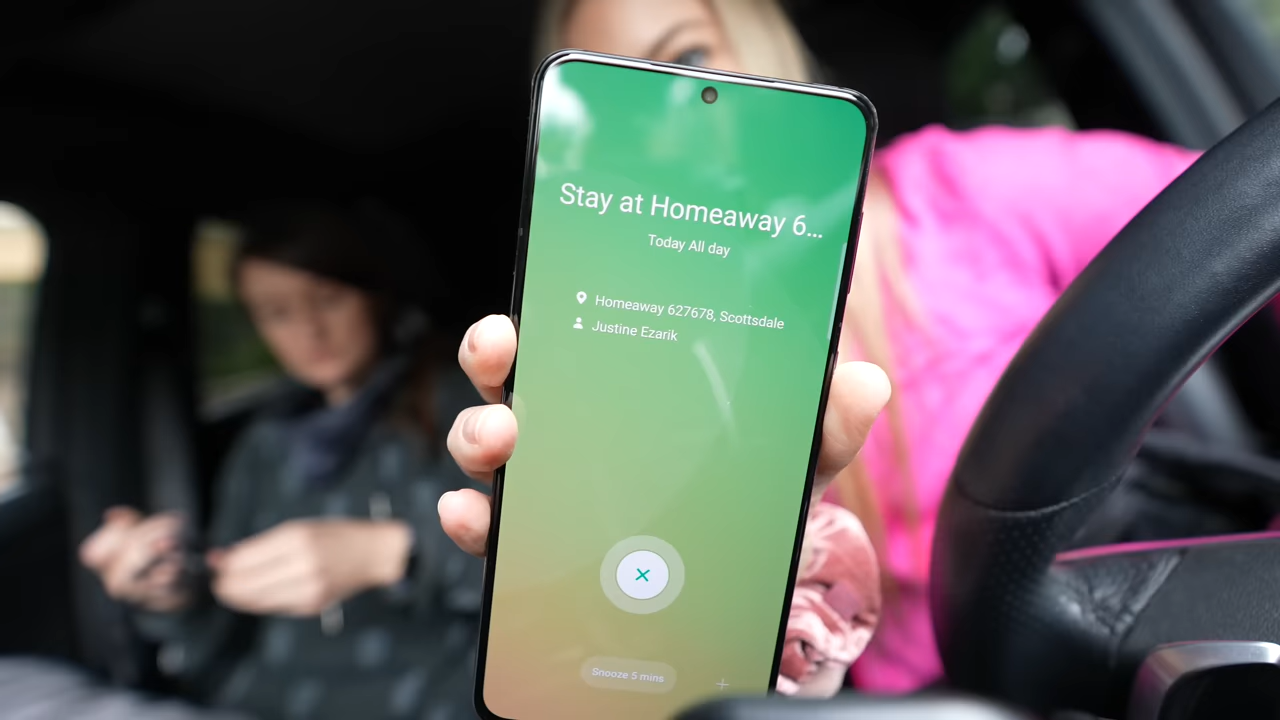 Stay at Homeaway 6...
Today All day
Homeaway 627678, Scottsdale
Justine Ezarik
Snooze 5 mins